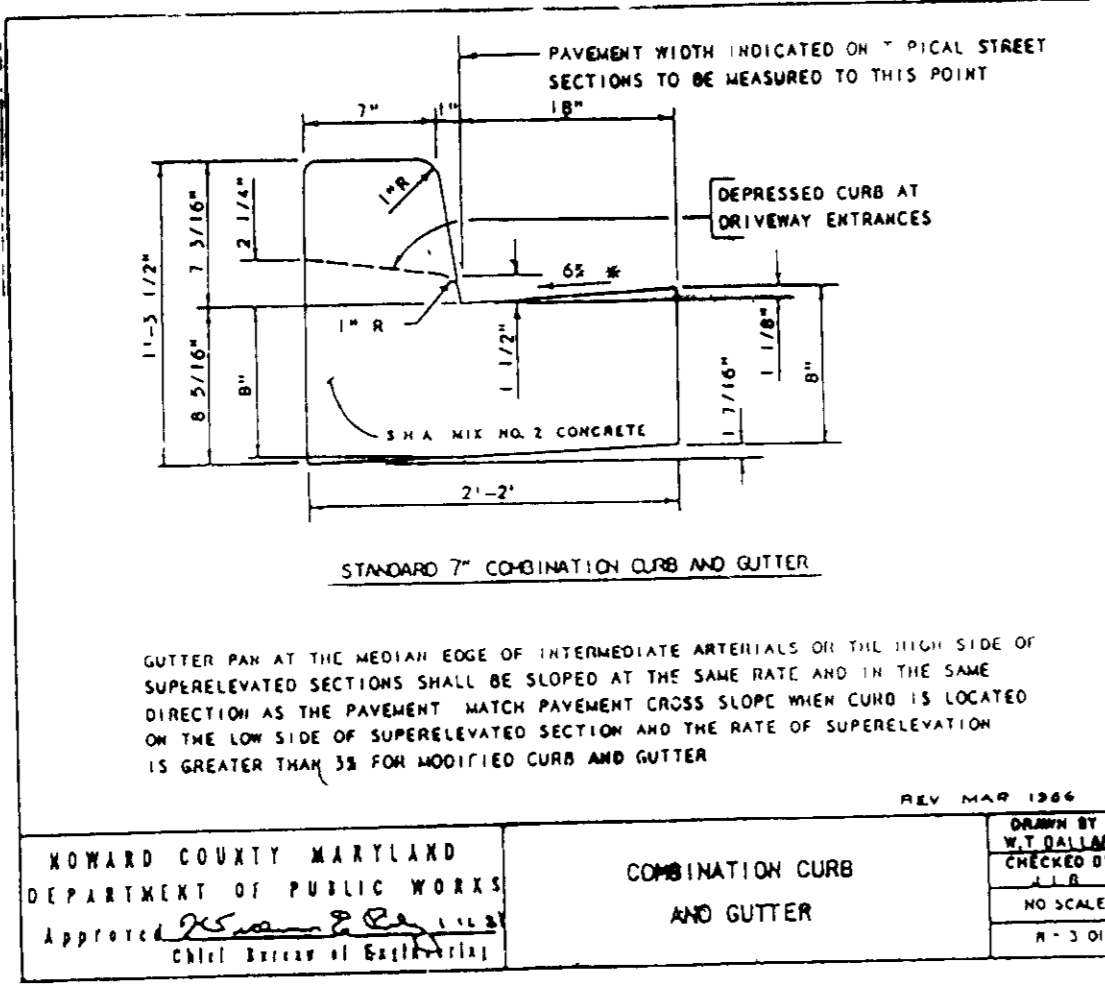 PAVEMENT WIDTH INDICATED ON T PICAL STREET
SECTIONS TO BE MEASURED TO THIS POINT
7" 1" 18"
1"R
DEPRESSED CURB AT
DRIVEWAY ENTRANCES
1'-3 1/2"
7 3/16"
2 1/4"
6% *
1" R
8 5/16"
8"
1 1/2"
1 1/8"
1 7/16"
8"
S H A MIX NO. 2 CONCRETE
2'-2"
STANDARD 7" COMBINATION CURB AND GUTTER
GUTTER PAN AT THE MEDIAN EDGE OF INTERMEDIATE ARTERIALS OR THE HIGH SIDE OF
SUPERELEVATED SECTIONS SHALL BE SLOPED AT THE SAME RATE AND IN THE SAME
DIRECTION AS THE PAVEMENT MATCH PAVEMENT CROSS SLOPE WHEN CURB IS LOCATED
ON THE LOW SIDE OF SUPERELEVATED SECTION AND THE RATE OF SUPERELEVATION
IS GREATER THAN 3% FOR MODIFIED CURB AND GUTTER
REV MAR 1986
HOWARD COUNTY MARYLAND
DEPARTMENT OF PUBLIC WORKS
Approved
Chief Bureau of Engineering
COMBINATION CURB
AND GUTTER
DRAWN BY
W.T. DALLA
CHECKED B
J L B
NO SCALE
R - 3 01